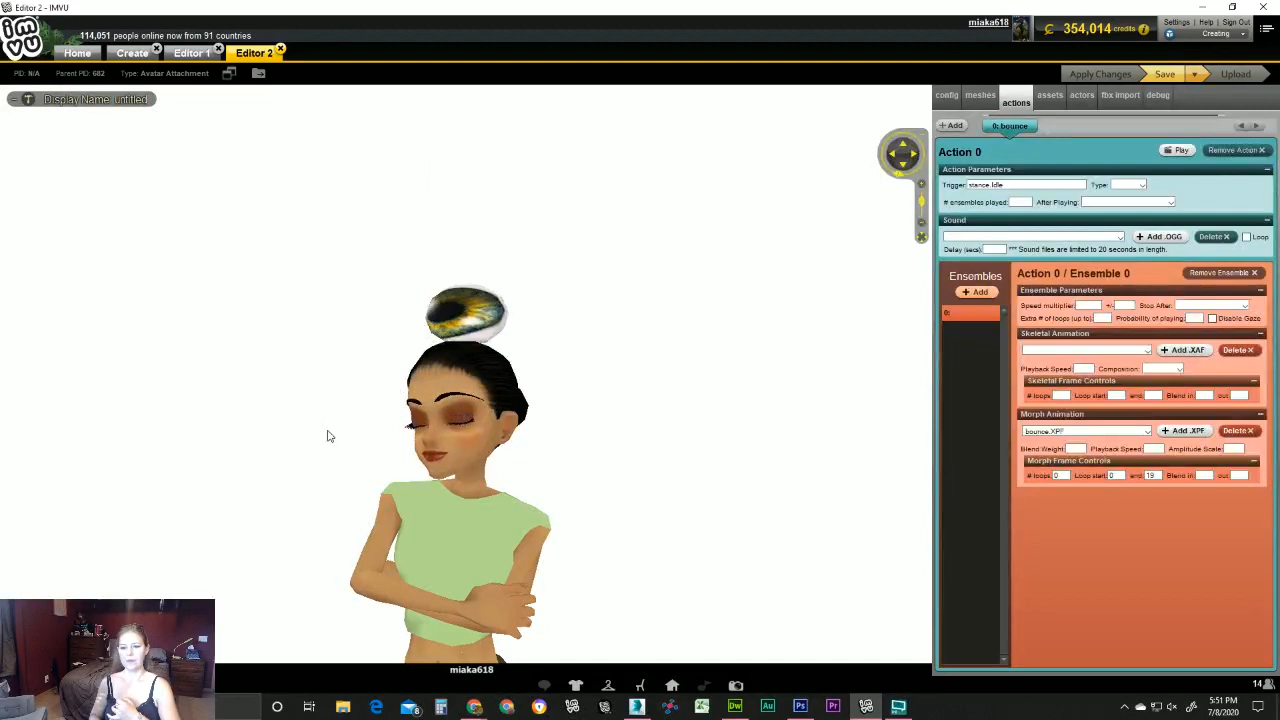 Editor 2 - IMVU
imvu
114,051 people online now from 91 countries
miaka618
354,014 credits
Settings | Help | Sign Out
Creating
Home
Create
Editor 1
Editor 2
PID: N/A Parent PID: 682 Type: Avatar Attachment
Apply Changes
Save
Upload
Display Name: untitled
config meshes actions assets actors fbx import debug
+ Add
0: bounce
Action 0
Play
Remove Action X
Action Parameters
Trigger: stance.Idle Type:
# ensembles played: After Playing:
Sound
+ Add .OGG
Delete X
Loop
Delay (secs): *** Sound files are limited to 20 seconds in length.
Ensembles
+ Add
0:
Action 0 / Ensemble 0
Remove Ensemble X
Ensemble Parameters
Speed multiplier: +/-: Stop After:
Extra # of loops (up to): Probability of playing: Disable Gaze
Skeletal Animation
+ Add .XAF
Delete X
Playback Speed: Composition:
Skeletal Frame Controls
# loops: Loop start: end: Blend in: out:
Morph Animation
bounce.XPF
+ Add .XPF
Delete X
Blend Weight: Playback Speed: Amplitude Scale:
Morph Frame Controls
# loops: 0 Loop start: 0 end: 19 Blend in: out:
miaka618
14
5:51 PM
7/8/2020